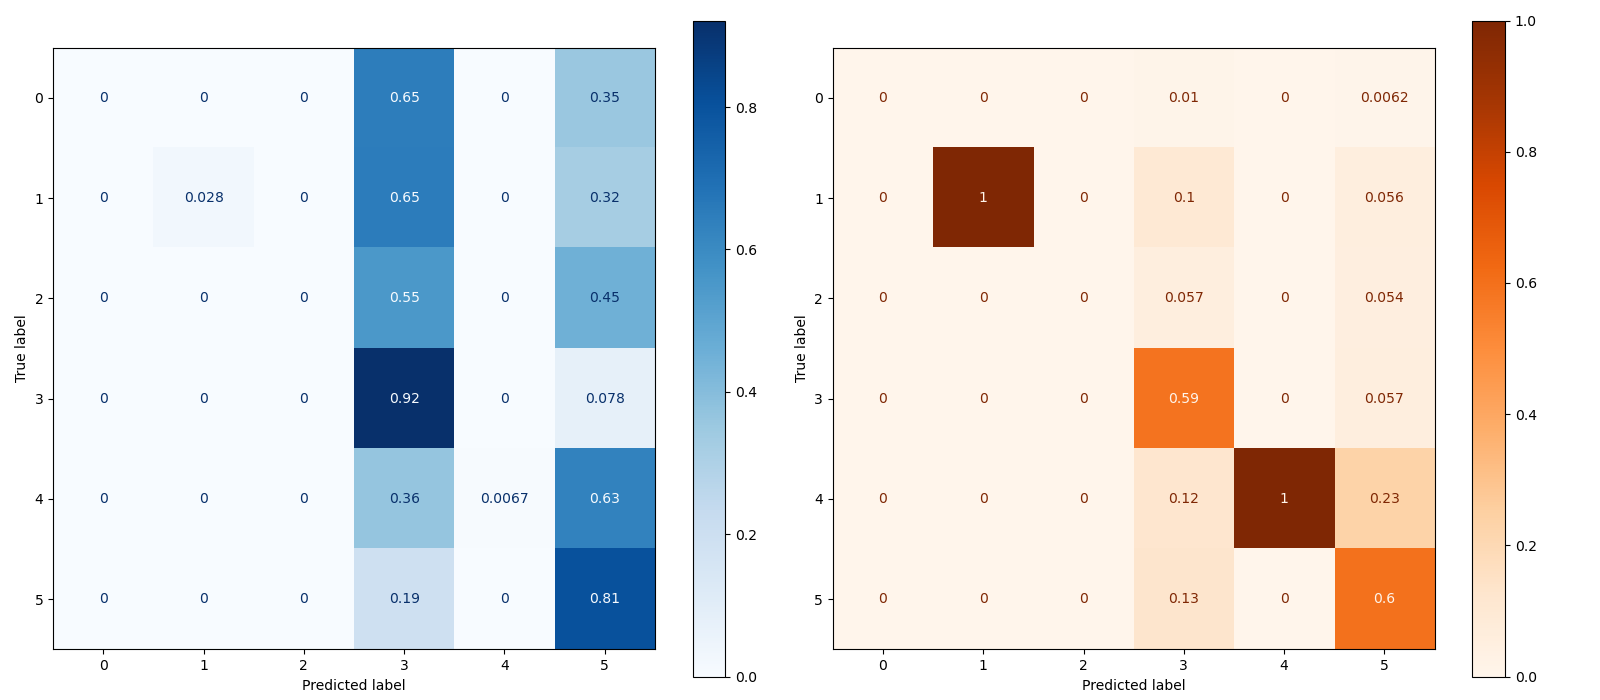 0 0 0 0 0.65 0 0.35
1 0 0.028 0 0.65 0 0.32
2 0 0 0 0.55 0 0.45
3 0 0 0 0.92 0 0.078
4 0 0 0 0.36 0.0067 0.63
5 0 0 0 0.19 0 0.81
0 1 2 3 4 5
Predicted label
True label
0.8
0.6
0.4
0.2
0.0
0 0 0 0 0.01 0 0.0062
1 0 1 0 0.1 0 0.056
2 0 0 0 0.057 0 0.054
3 0 0 0 0.59 0 0.057
4 0 0 0 0.12 1 0.23
5 0 0 0 0.13 0 0.6
0 1 2 3 4 5
Predicted label
True label
1.0
0.8
0.6
0.4
0.2
0.0